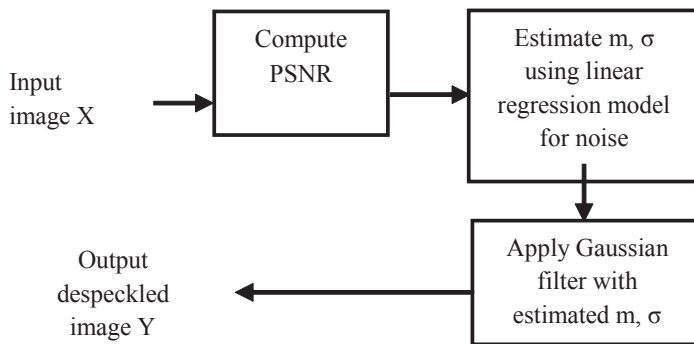 Input
image X
Compute
PSNR
Estimate m, σ
using linear
regression model
for noise
Apply Gaussian
filter with
estimated m, σ
Output
despeckled
image Y